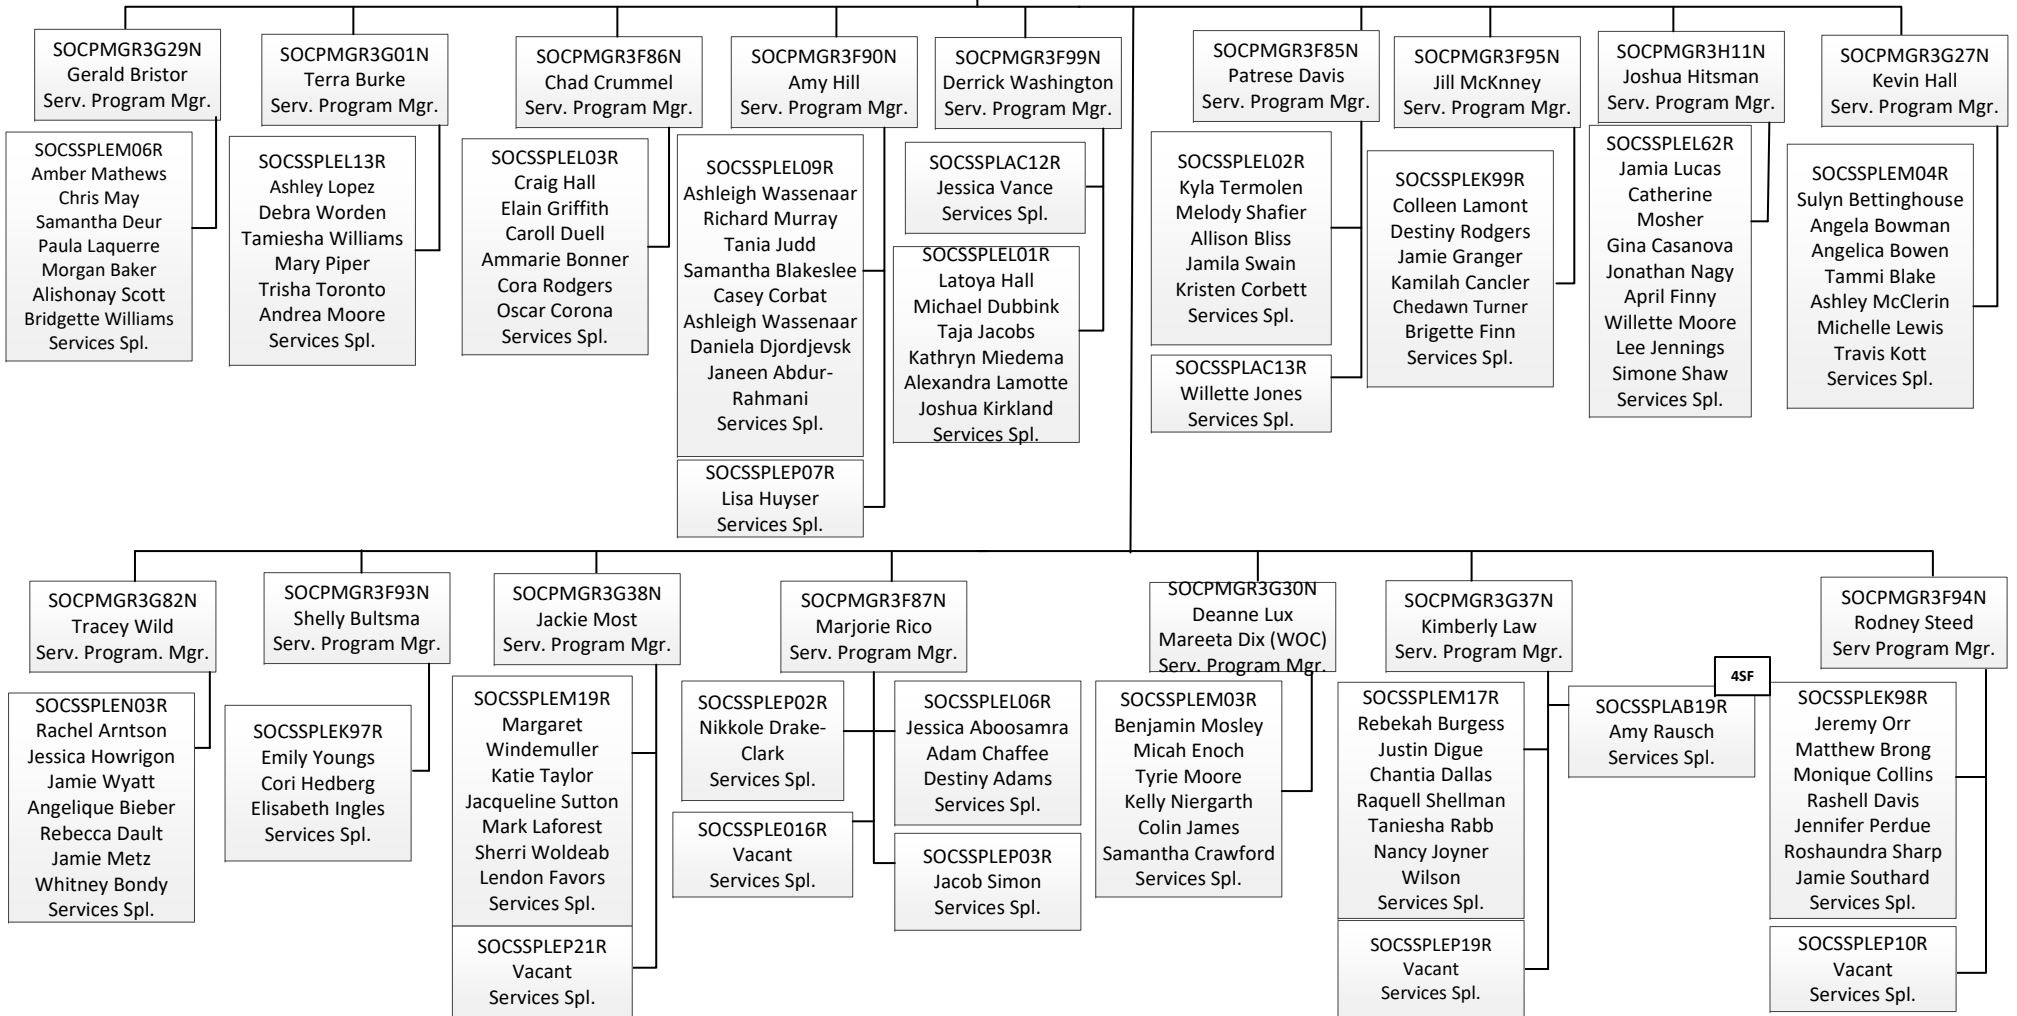 SOCPMGR3G29N
Gerald Bristor
Serv. Program Mgr.
SOCSSPLEM06R
Amber Mathews
Chris May
Samantha Deur
Paula Laquerre
Morgan Baker
Alishonay Scott
Bridgette Williams
Services Spl.
SOCPMGR3G01N
Terra Burke
Serv. Program Mgr.
SOCSSPLEL13R
Ashley Lopez
Debra Worden
Tamiesha Williams
Mary Piper
Trisha Toronto
Andrea Moore
Services Spl.
SOCPMGR3F86N
Chad Crummel
Serv. Program Mgr.
SOCSSPLEL03R
Craig Hall
Elain Griffith
Caroll Duell
Ammarie Bonner
Cora Rodgers
Oscar Corona
Services Spl.
SOCPMGR3F90N
Amy Hill
Serv. Program Mgr.
SOCSSPLEL09R
Ashleigh Wassenaar
Richard Murray
Tania Judd
Samantha Blakeslee
Casey Corbat
Ashleigh Wassenaar
Daniela Djordjevsk
Janeen Abdur-
Rahmani
Services Spl.
SOCSSPLEP07R
Lisa Huyser
Services Spl.
SOCPMGR3F99N
Derrick Washington
Serv. Program Mgr.
SOCSSPLAC12R
Jessica Vance
Services Spl.
SOCSSPLEL01R
Latoya Hall
Michael Dubbink
Taja Jacobs
Kathryn Miedema
Alexandra Lamotte
Joshua Kirkland
Services Spl.
SOCPMGR3F85N
Patrese Davis
Serv. Program Mgr.
SOCSSPLEL02R
Kyla Termolen
Melody Shafier
Allison Bliss
Jamila Swain
Kristen Corbett
Services Spl.
SOCSSPLAC13R
Willette Jones
Services Spl.
SOCPMGR3F95N
Jill McKnney
Serv. Program Mgr.
SOCSSPLEK99R
Colleen Lamont
Destiny Rodgers
Jamie Granger
Kamilah Cancler
Chedawn Turner
Brigette Finn
Services Spl.
SOCPMGR3H11N
Joshua Hitsman
Serv. Program Mgr.
SOCSSPLEL62R
Jamia Lucas
Catherine
Mosher
Gina Casanova
Jonathan Nagy
April Finny
Willette Moore
Lee Jennings
Simone Shaw
Services Spl.
SOCPMGR3G27N
Kevin Hall
Serv. Program Mgr.
SOCSSPLEM04R
Sulyn Bettinghouse
Angela Bowman
Angelica Bowen
Tammi Blake
Ashley McClerin
Michelle Lewis
Travis Kott
Services Spl.
SOCPMGR3G82N
Tracey Wild
Serv. Program. Mgr.
SOCSSPLEN03R
Rachel Arntson
Jessica Howrigon
Jamie Wyatt
Angelique Bieber
Rebecca Dault
Jamie Metz
Whitney Bondy
Services Spl.
SOCPMGR3F93N
Shelly Bultsma
Serv. Program Mgr.
SOCSSPLEK97R
Emily Youngs
Cori Hedberg
Elisabeth Ingles
Services Spl.
SOCPMGR3G38N
Jackie Most
Serv. Program Mgr.
SOCSSPLEM19R
Margaret
Windemuller
Katie Taylor
Jacqueline Sutton
Mark Laforest
Sherri Woldeab
Lendon Favors
Services Spl.
SOCSSPLEP21R
Vacant
Services Spl.
SOCPMGR3F87N
Marjorie Rico
Serv. Program Mgr.
SOCSSPLEP02R
Nikkole Drake-
Clark
Services Spl.
SOCSSPLE016R
Vacant
Services Spl.
SOCSSPLEL06R
Jessica Aboosamra
Adam Chaffee
Destiny Adams
Services Spl.
SOCSSPLEP03R
Jacob Simon
Services Spl.
SOCPMGR3G30N
Deanne Lux
Mareeta Dix (WOC)
Serv. Program Mgr.
SOCSSPLEM03R
Benjamin Mosley
Micah Enoch
Tyrie Moore
Kelly Niergarth
Colin James
Samantha Crawford
Services Spl.
SOCPMGR3G37N
Kimberly Law
Serv. Program Mgr.
SOCSSPLEM17R
Rebekah Burgess
Justin Digue
Chantia Dallas
Raquell Shellman
Taniesha Rabb
Nancy Joyner
Wilson
Services Spl.
SOCSSPLEP19R
Vacant
Services Spl.
SOCSSPLAB19R
Amy Rausch
Services Spl.
4SF
SOCPMGR3F94N
Rodney Steed
Serv Program Mgr.
SOCSSPLEK98R
Jeremy Orr
Matthew Brong
Monique Collins
Rashell Davis
Jennifer Perdue
Roshaundra Sharp
Jamie Southard
Services Spl.
SOCSSPLEP10R
Vacant
Services Spl.